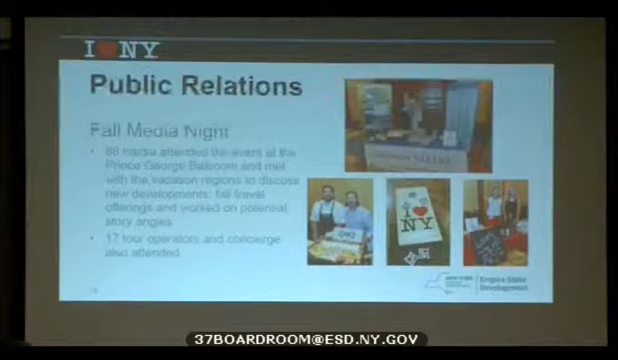 I ❤ NY
Public Relations
Fall Media Night
• 88 media attended the event at the
Prince George Ballroom and met
with the vacation regions to discuss
new developments, fall travel
offerings and worked on potential
story angles.
• 17 tour operators and concierge
also attended
VALLEY
I ❤
NY
NEW YORK
Empire State
Development
37BOARDROOM@ESD.NY.GOV